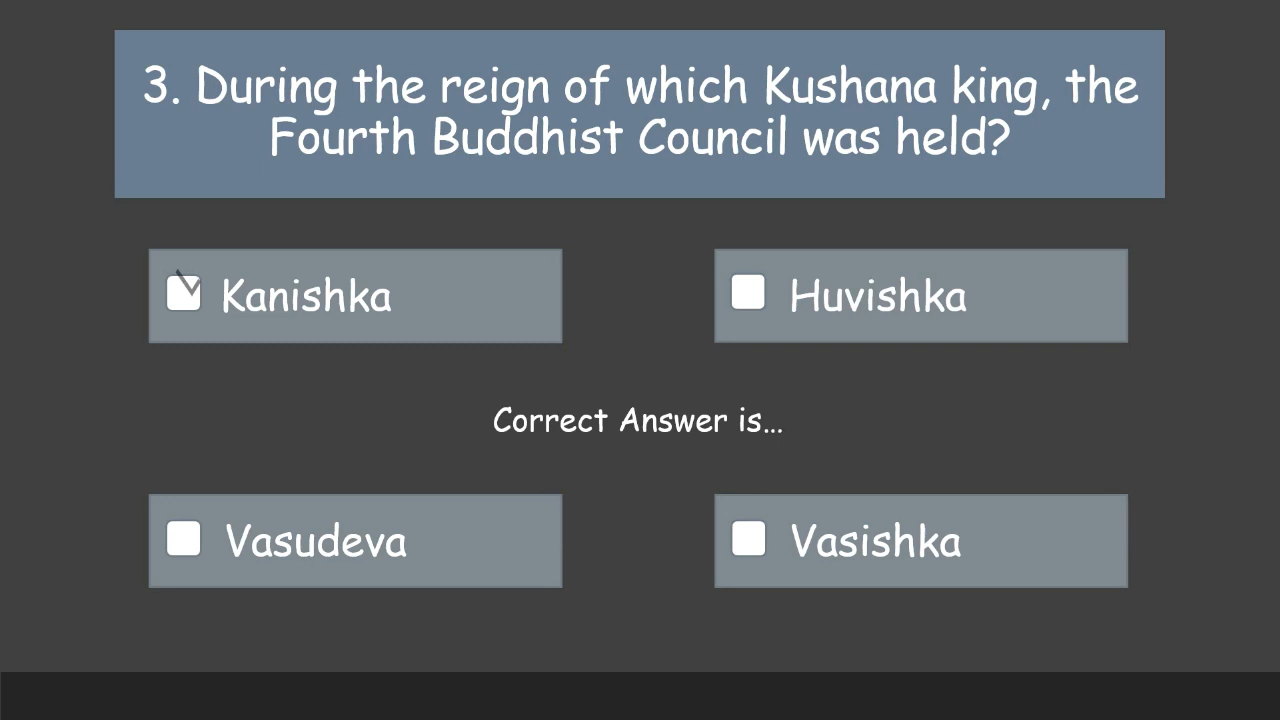 3. During the reign of which Kushana king, the
Fourth Buddhist Council was held?
Kanishka
Huvishka
Correct Answer is...
Vasudeva
Vasishka